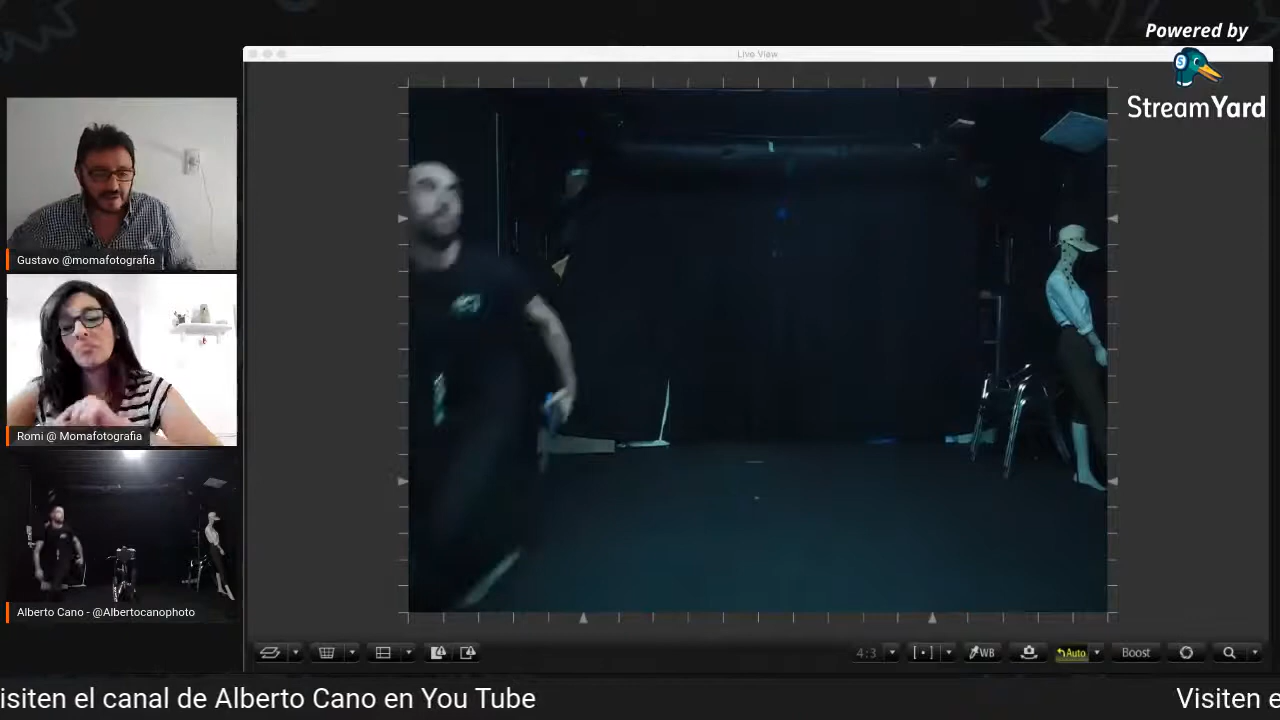 Powered by
StreamYard
Live View
Gustavo @momafotografia
Romi @ Momafotografia
Alberto Cano - @Albertocanophoto
4:3
WB
Auto
Boost
isiten el canal de Alberto Cano en You Tube
Visiten e